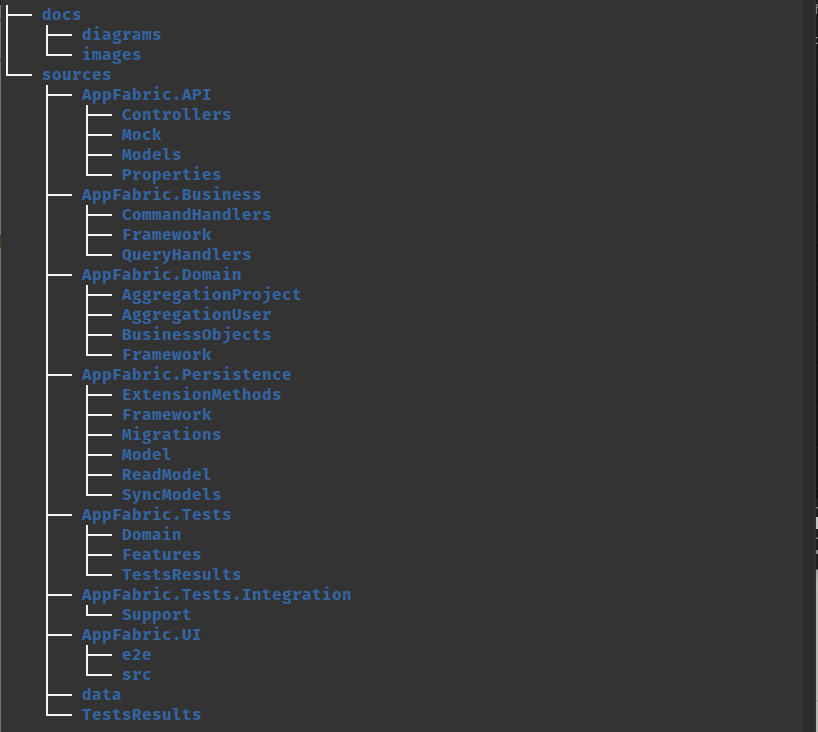 docs
diagrams
images
sources
AppFabric.API
Controllers
Mock
Models
Properties
AppFabric.Business
CommandHandlers
Framework
QueryHandlers
AppFabric.Domain
AggregationProject
AggregationUser
BusinessObjects
Framework
AppFabric.Persistence
ExtensionMethods
Framework
Migrations
Model
ReadModel
SyncModels
AppFabric.Tests
Domain
Features
TestsResults
AppFabric.Tests.Integration
Support
AppFabric.UI
e2e
src
data
TestsResults